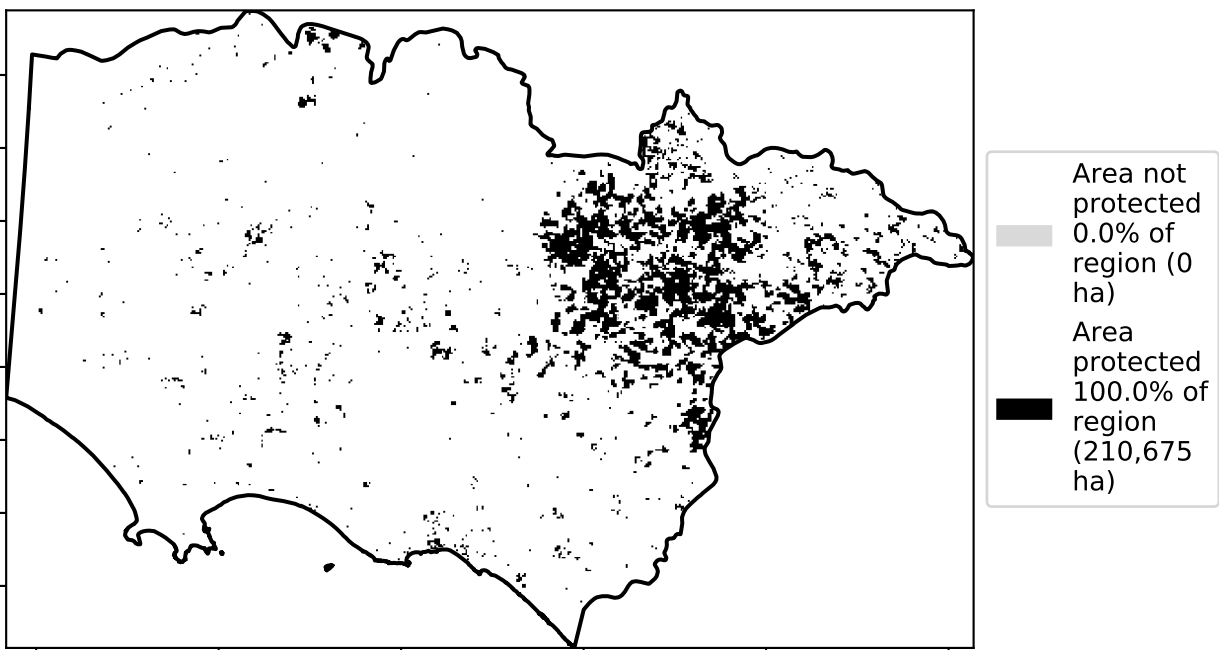 Area not
protected
0.0% of
region (0
ha)
Area
protected
100.0% of
region
(210,675
ha)